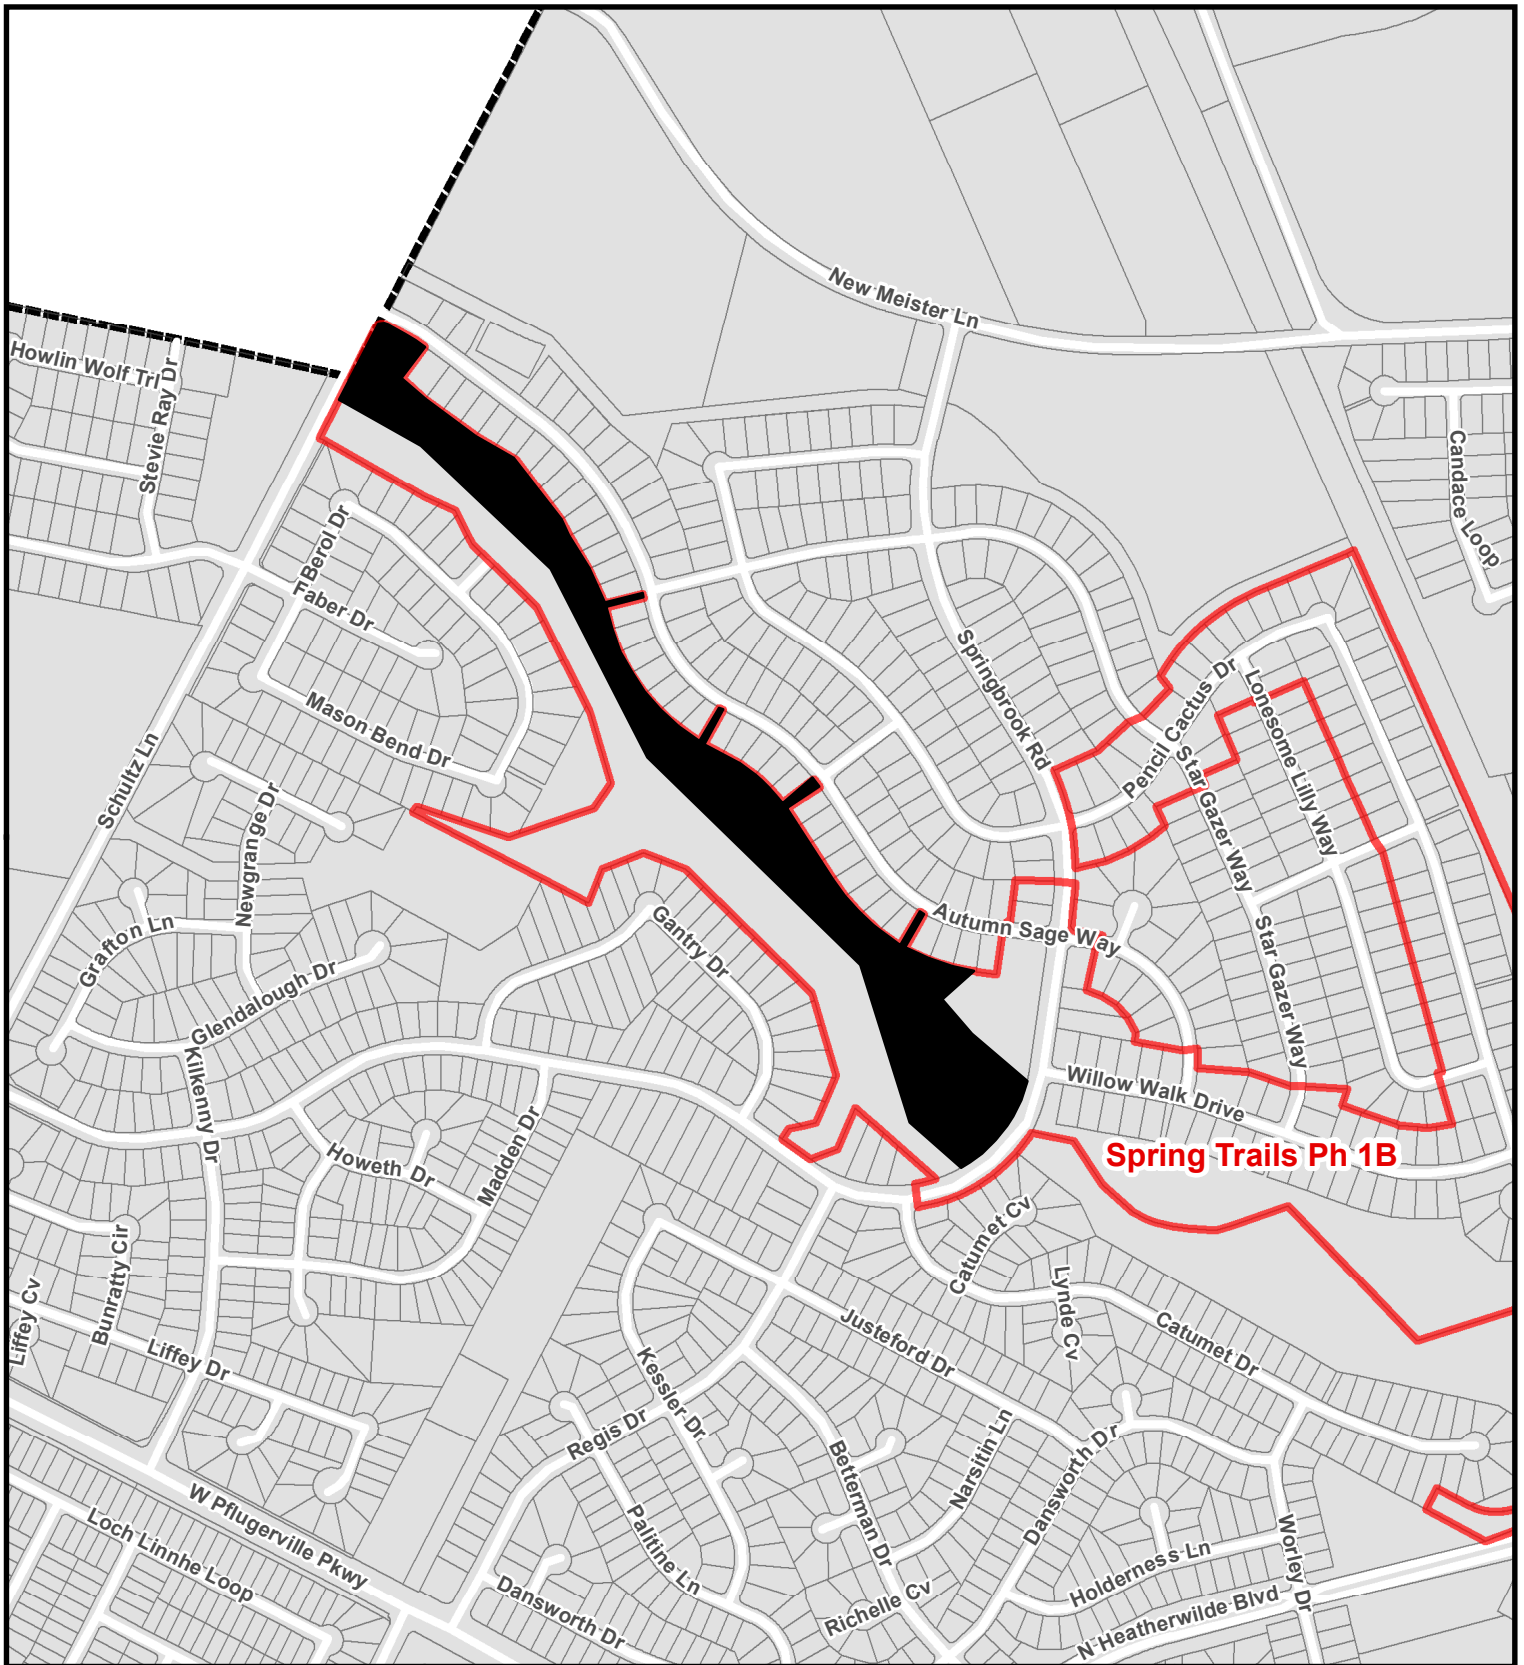 New Meister Ln
Howlin Wolf Trl
Stevie Ray Dr
Candace Loop
Berol Dr
Faber Dr
Springbrook Rd
Pencil Cactus Dr
Lonesome Lilly Way
Mason Bend Dr
Schultz Ln
Star Gazer Way
Newgrange Dr
Autumn Sage Way
Gantry Dr
Grafton Ln
Star Gazer Way
Glendalough Dr
Kilkenny Dr
Willow Walk Drive
Madden Dr
Howeth Dr
Spring Trails Ph 1B
Catumet Cv
Bunratty Cir
Liffey Cv
Lynde Cv
Catumet Dr
Justeford Dr
Liffey Dr
Kessler Dr
Regis Dr
Narsitin Ln
Dansworth Dr
Betterman Dr
W Pflugerville Pkwy
Palitine Ln
Loch Linnhe Loop
Worley Dr
Holderness Ln
Dansworth Dr
Richelle Cv
N Heatherwilde Blvd